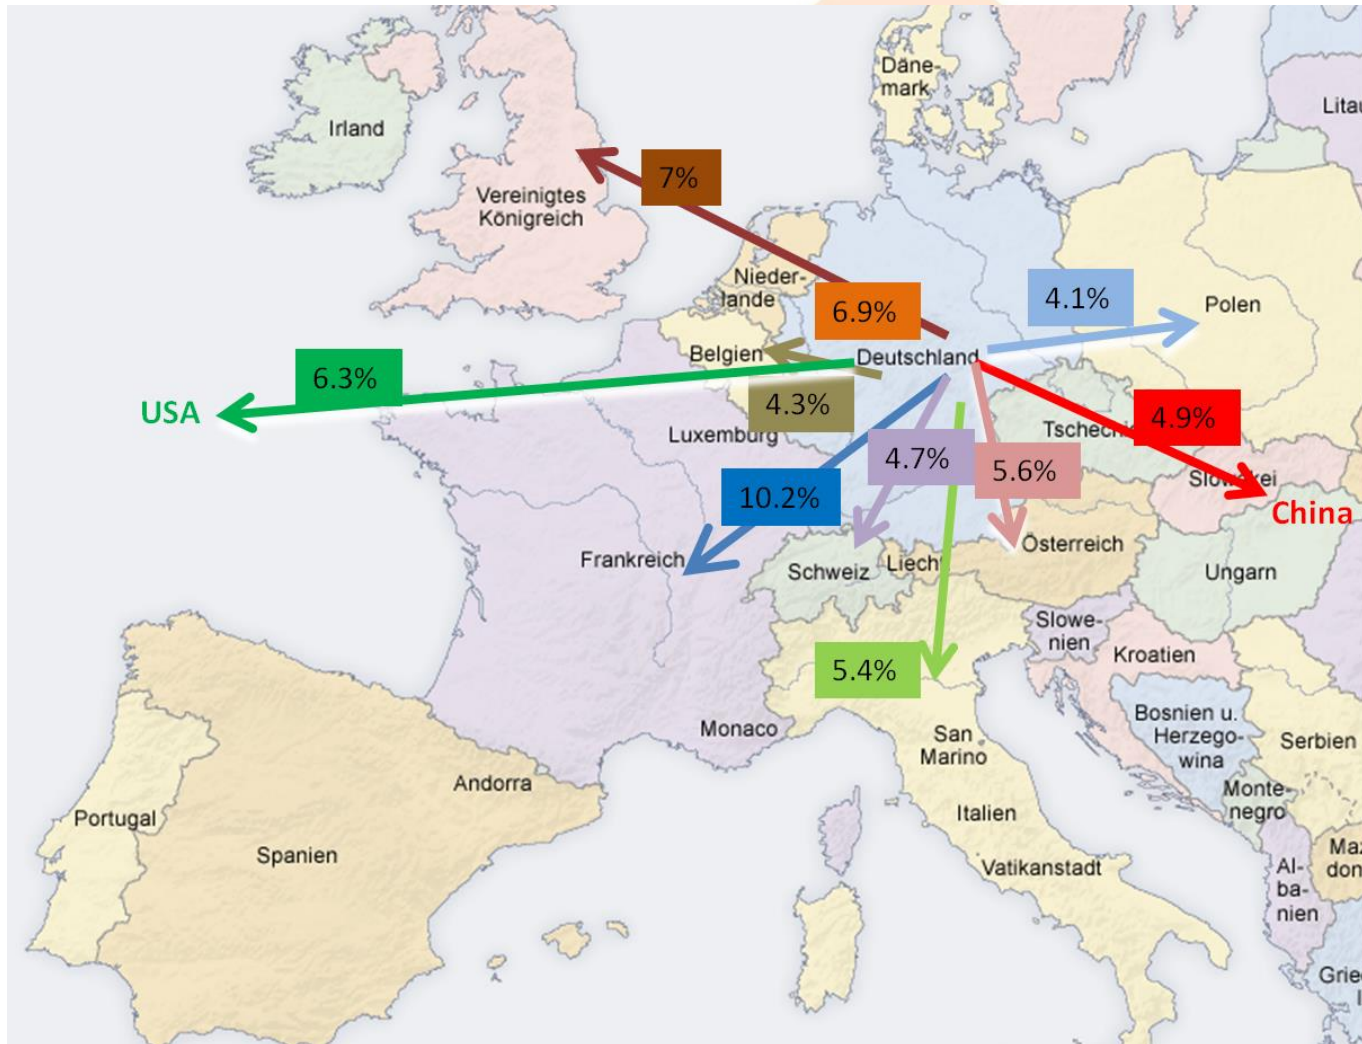 Däne-
mark
Litau
Irland
7%
Vereinigtes
Königreich
Nieder-
lande
6.9%
4.1%
Polen
Belgien
Deutschland
6.3%
USA
4.3%
Luxemburg
4.7%
5.6%
4.9%
10.2%
China
Frankreich
Schweiz
Österreich
Ungarn
Slowe-
nien
Kroatien
5.4%
Monaco
San
Marino
Bosnien u.
Herzego-
wina
Serbien
Andorra
Monte-
negro
Portugal
Italien
Spanien
Vatikanstadt
Al-
ba-
nien
Maz
don
Liech
Tschechi
Grie